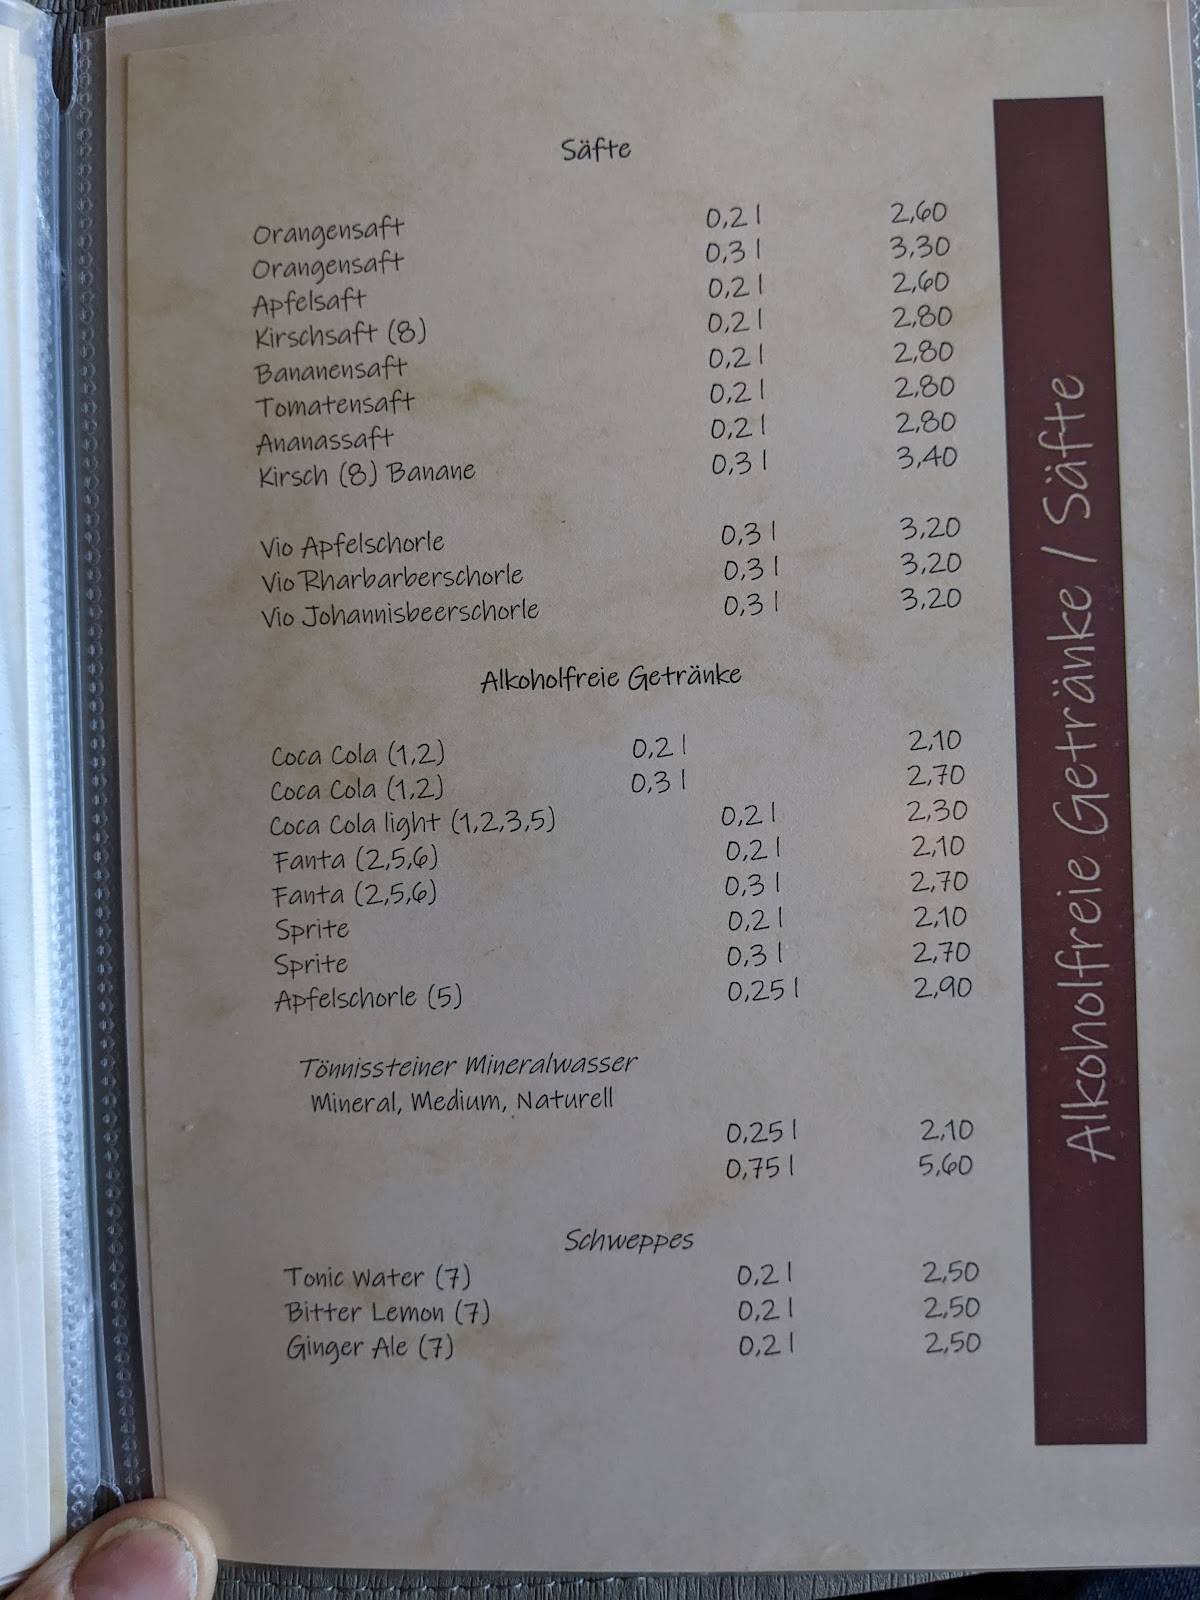 Säfte
Orangensaft 0,2 l 2,60
Orangensaft 0,3 l 3,30
Apfelsaft 0,2 l 2,60
Kirschsaft (8) 0,2 l 2,80
Bananensaft 0,2 l 2,80
Tomatensaft 0,2 l 2,80
Ananassaft 0,2 l 2,80
Kirsch (8) Banane 0,3 l 3,40
Vio Apfelschorle 0,3 l 3,20
Vio Rharbarberschorle 0,3 l 3,20
Vio Johannisbeerschorle 0,3 l 3,20
Alkoholfreie Getränke
Coca Cola (1,2) 0,2 l 2,10
Coca Cola (1,2) 0,3 l 2,70
Coca Cola light (1,2,3,5) 0,2 l 2,30
Fanta (2,5,6) 0,2 l 2,10
Fanta (2,5,6) 0,3 l 2,70
Sprite 0,2 l 2,10
Sprite 0,3 l 2,70
Apfelschorle (5) 0,25 l 2,90
Tönnissteiner Mineralwasser
Mineral, Medium, Naturell
0,25 l 2,10
0,75 l 5,60
Schweppes
Tonic Water (7) 0,2 l 2,50
Bitter Lemon (7) 0,2 l 2,50
Ginger Ale (7) 0,2 l 2,50
Alkoholfreie Getränke / Säfte